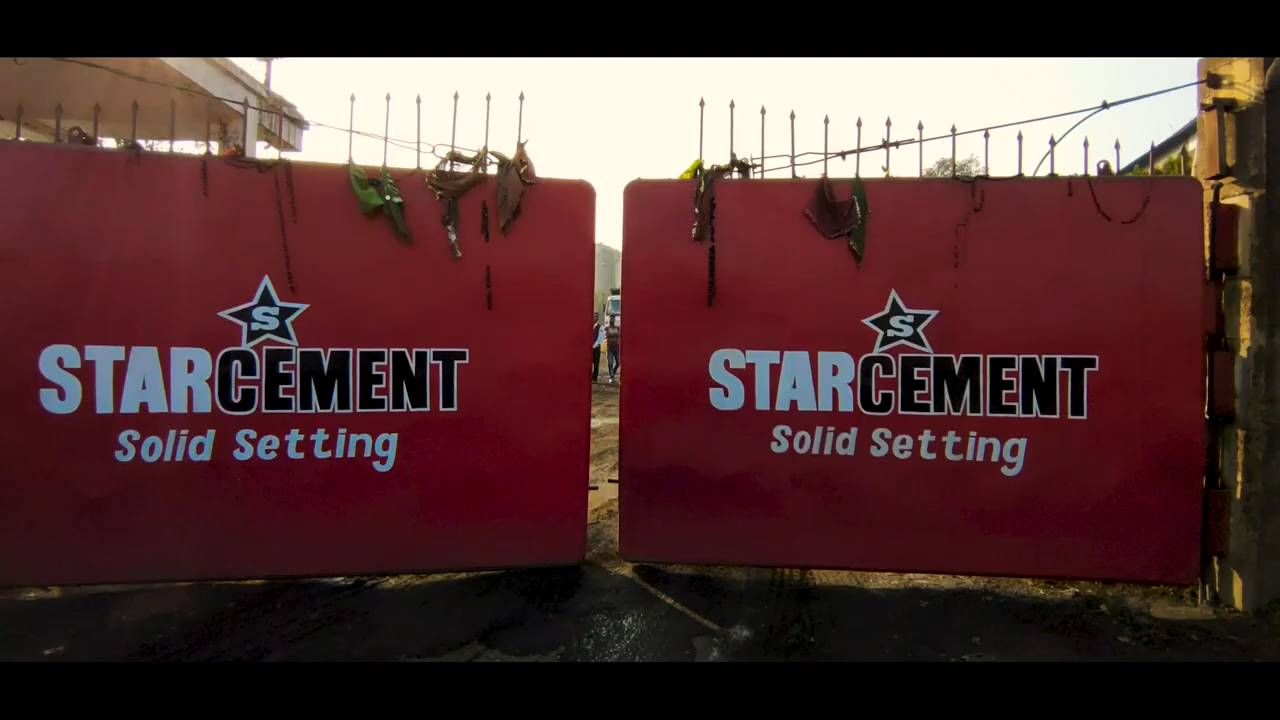 S
STARCEMENT
Solid Setting
S
STARCEMENT
Solid Setting